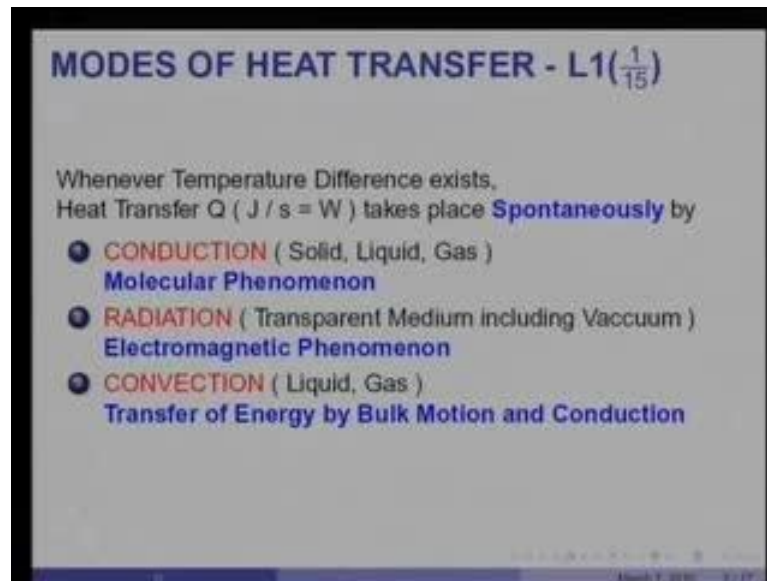 MODES OF HEAT TRANSFER - L1(1/15)
Whenever Temperature Difference exists,
Heat Transfer Q ( J / s = W ) takes place Spontaneously by
CONDUCTION ( Solid, Liquid, Gas )
Molecular Phenomenon
RADIATION ( Transparent Medium including Vaccuum )
Electromagnetic Phenomenon
CONVECTION ( Liquid, Gas )
Transfer of Energy by Bulk Motion and Conduction